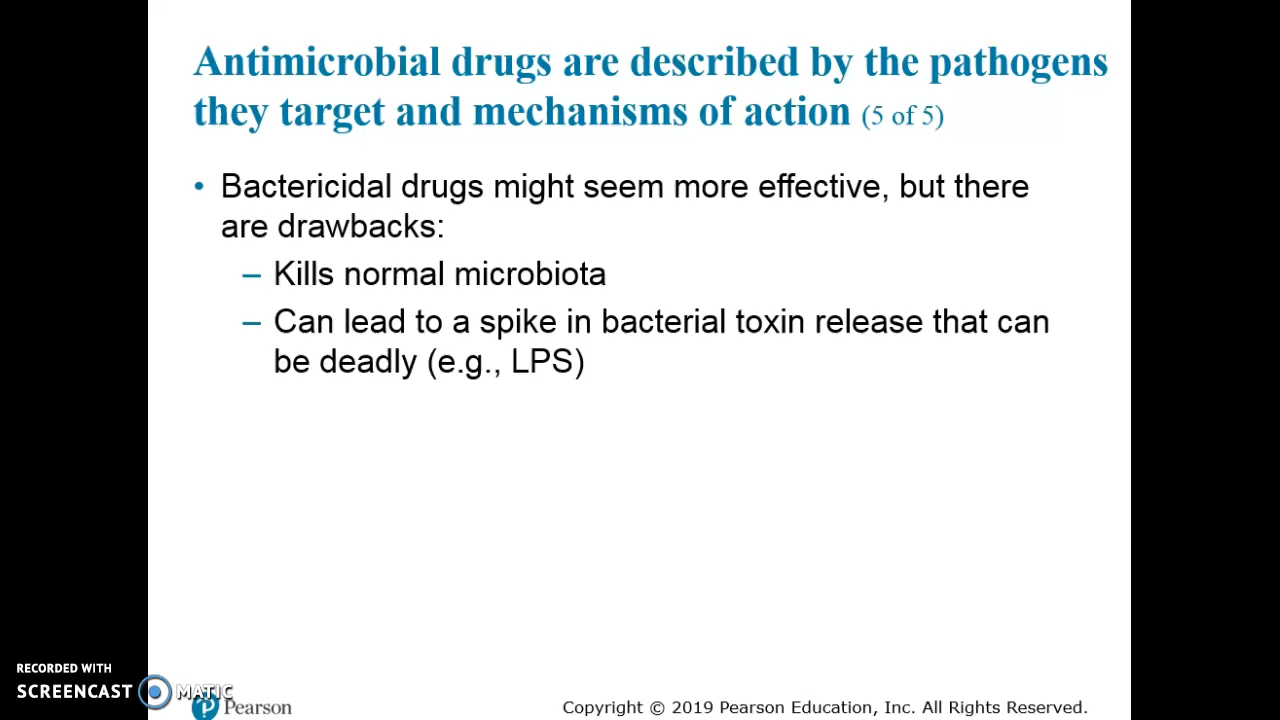 Antimicrobial drugs are described by the pathogens
they target and mechanisms of action (5 of 5)
• Bactericidal drugs might seem more effective, but there
are drawbacks:
– Kills normal microbiota
– Can lead to a spike in bacterial toxin release that can
be deadly (e.g., LPS)
RECORDED WITH
SCREENCAST MATIC
Pearson
Copyright © 2019 Pearson Education, Inc. All Rights Reserved.